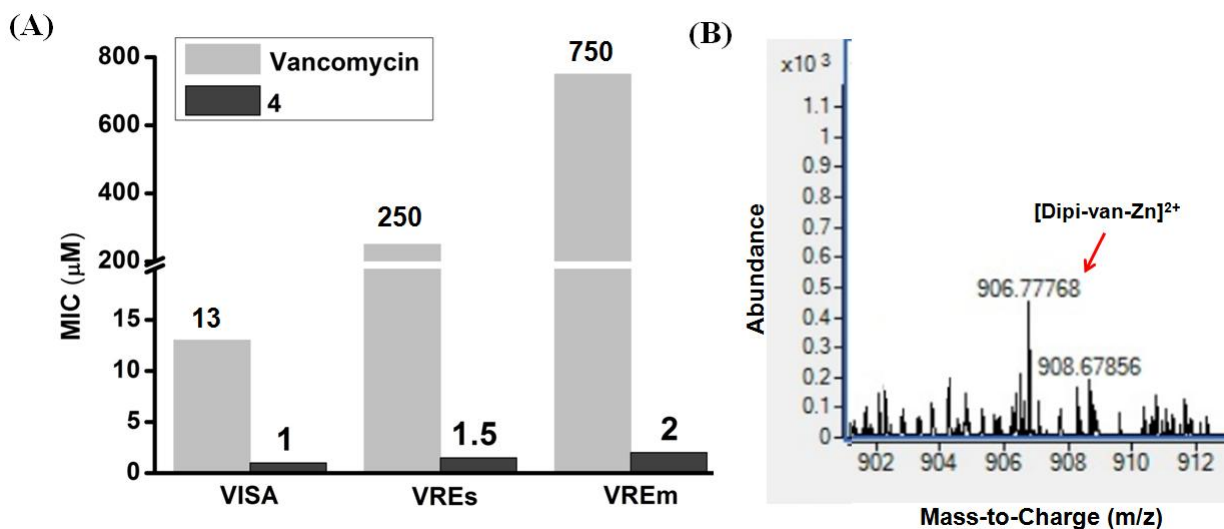 (A)
Vancomycin
4
MIC (μM)
800
600
400
200
15
10
5
0
13
1
250
1.5
750
2
VISA
VREs
VREm
(B)
x10 3
1.1
1
0.9
0.8
0.7
0.6
0.5
0.4
0.3
0.2
0.1
0
Abundance
[Dipi-van-Zn]2+
906.77768
908.67856
902 904 906 908 910 912
Mass-to-Charge (m/z)